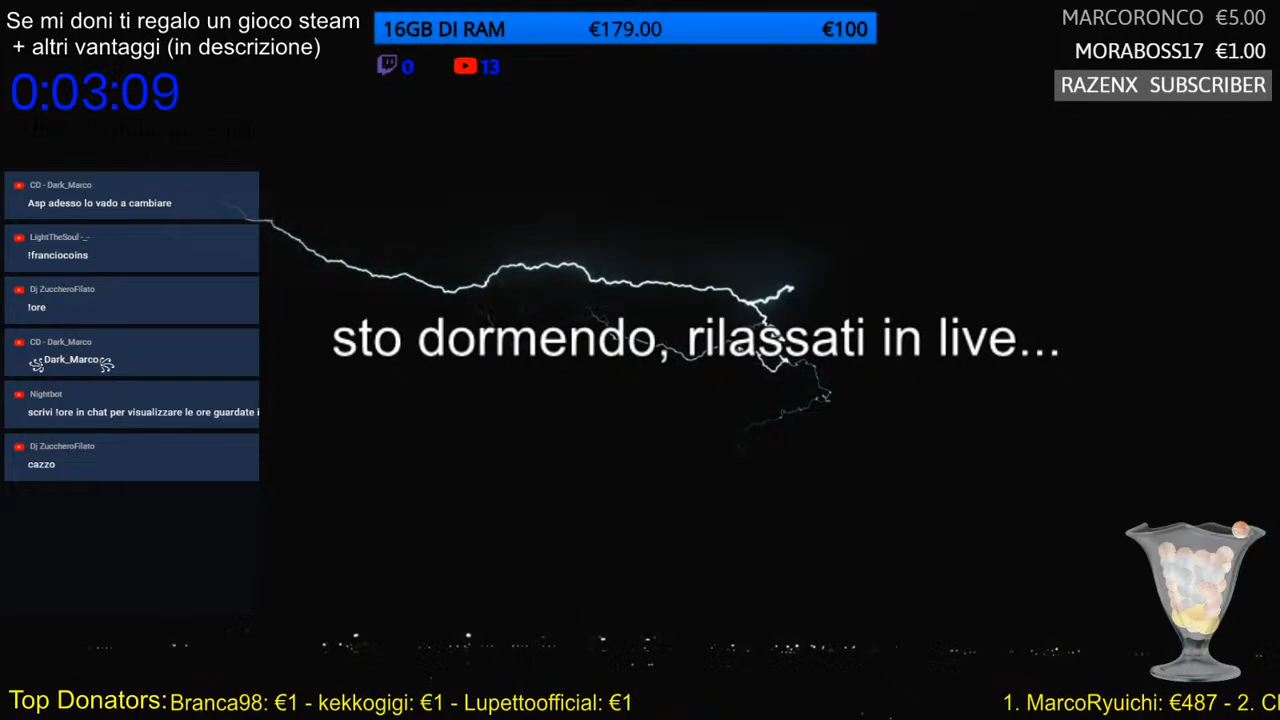 Se mi doni ti regalo un gioco steam
+ altri vantaggi (in descrizione)
0:03:09
16GB DI RAM €179.00 €100
0 13
MARCORONCO €5.00
MORABOSS17 €1.00
RAZENX SUBSCRIBER
CD - Dark_Marco
Asp adesso lo vado a cambiare
LightTheSoul -_-
!franciocoins
Dj ZuccheroFilato
!ore
CD - Dark_Marco
꧁Dark_Marco꧂
Nightbot
scrivi !ore in chat per visualizzare le ore guardate i
Dj ZuccheroFilato
cazzo
sto dormendo, rilassati in live...
Top Donators: Branca98: €1 - kekkogigi: €1 - Lupettoofficial: €1
1. MarcoRyuichi: €487 - 2. C